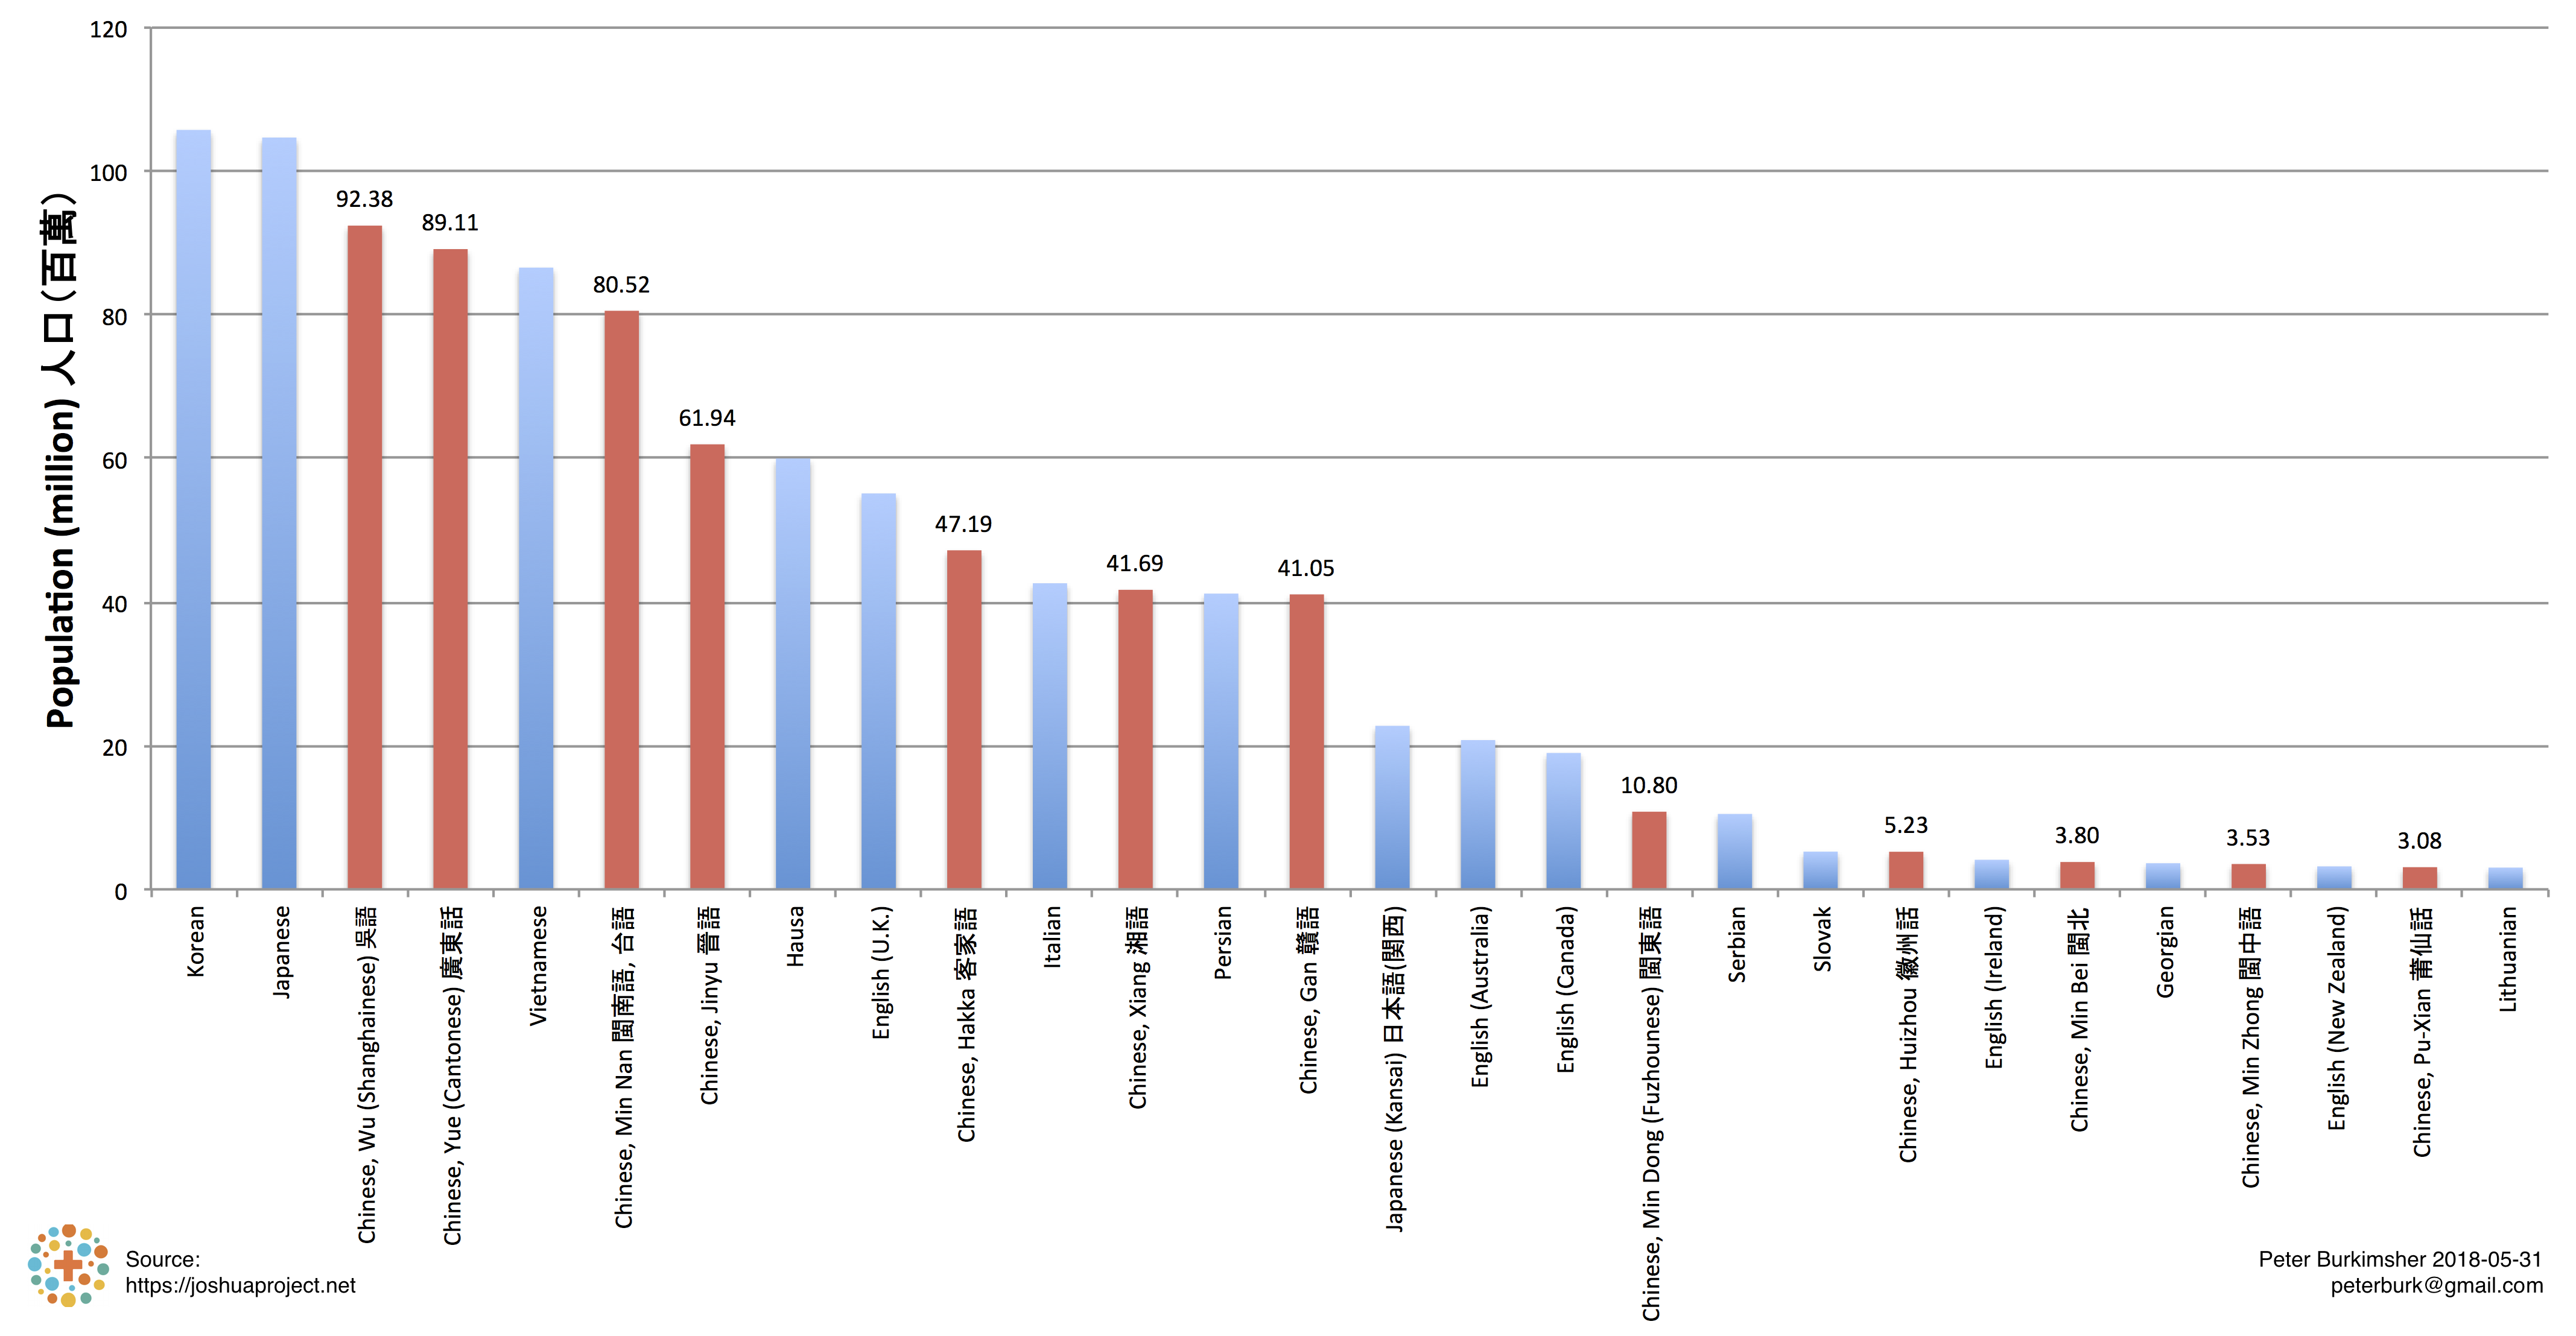 Population (million) 人口（百萬）
120
100
80
60
40
20
0
92.38
89.11
80.52
61.94
47.19
41.69
41.05
10.80
5.23
3.80
3.53
3.08
Korean
Japanese
Chinese, Wu (Shanghainese) 吳語
Chinese, Yue (Cantonese) 廣東話
Vietnamese
Chinese, Min Nan 閩南語, 台語
Chinese, Jinyu 晉語
Hausa
English (U.K.)
Chinese, Hakka 客家語
Italian
Chinese, Xiang 湘語
Persian
Chinese, Gan 贛語
Japanese (Kansai) 日本語(関西)
English (Australia)
English (Canada)
Chinese, Min Dong (Fuzhounese) 閩東語
Serbian
Slovak
Chinese, Huizhou 徽州話
English (Ireland)
Chinese, Min Bei 閩北
Georgian
Chinese, Min Zhong 閩中語
English (New Zealand)
Chinese, Pu-Xian 莆仙話
Lithuanian
Source:
https://joshuaproject.net
Peter Burkimsher 2018-05-31
peterburk@gmail.com